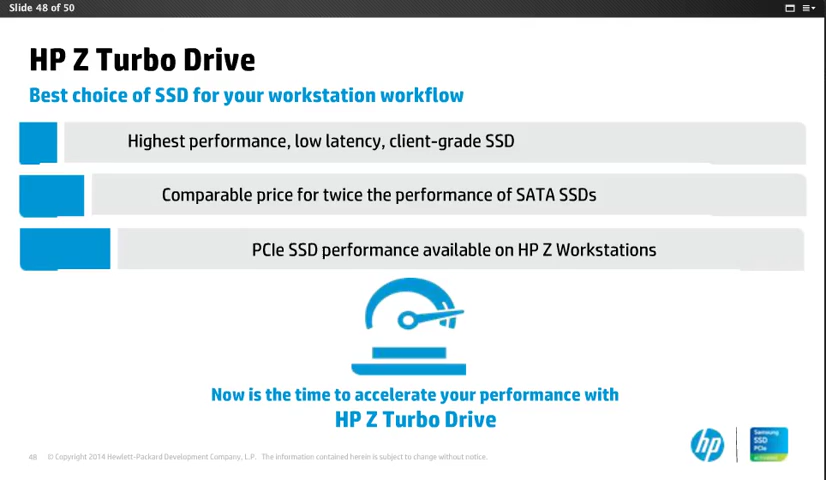 Slide 48 of 50
HP Z Turbo Drive
Best choice of SSD for your workstation workflow
Highest performance, low latency, client-grade SSD
Comparable price for twice the performance of SATA SSDs
PCIe SSD performance available on HP Z Workstations
Now is the time to accelerate your performance with
HP Z Turbo Drive
hp
Samsung
SSD
PCIe
48 © Copyright 2014 Hewlett-Packard Development Company, L.P. The information contained herein is subject to change without notice.